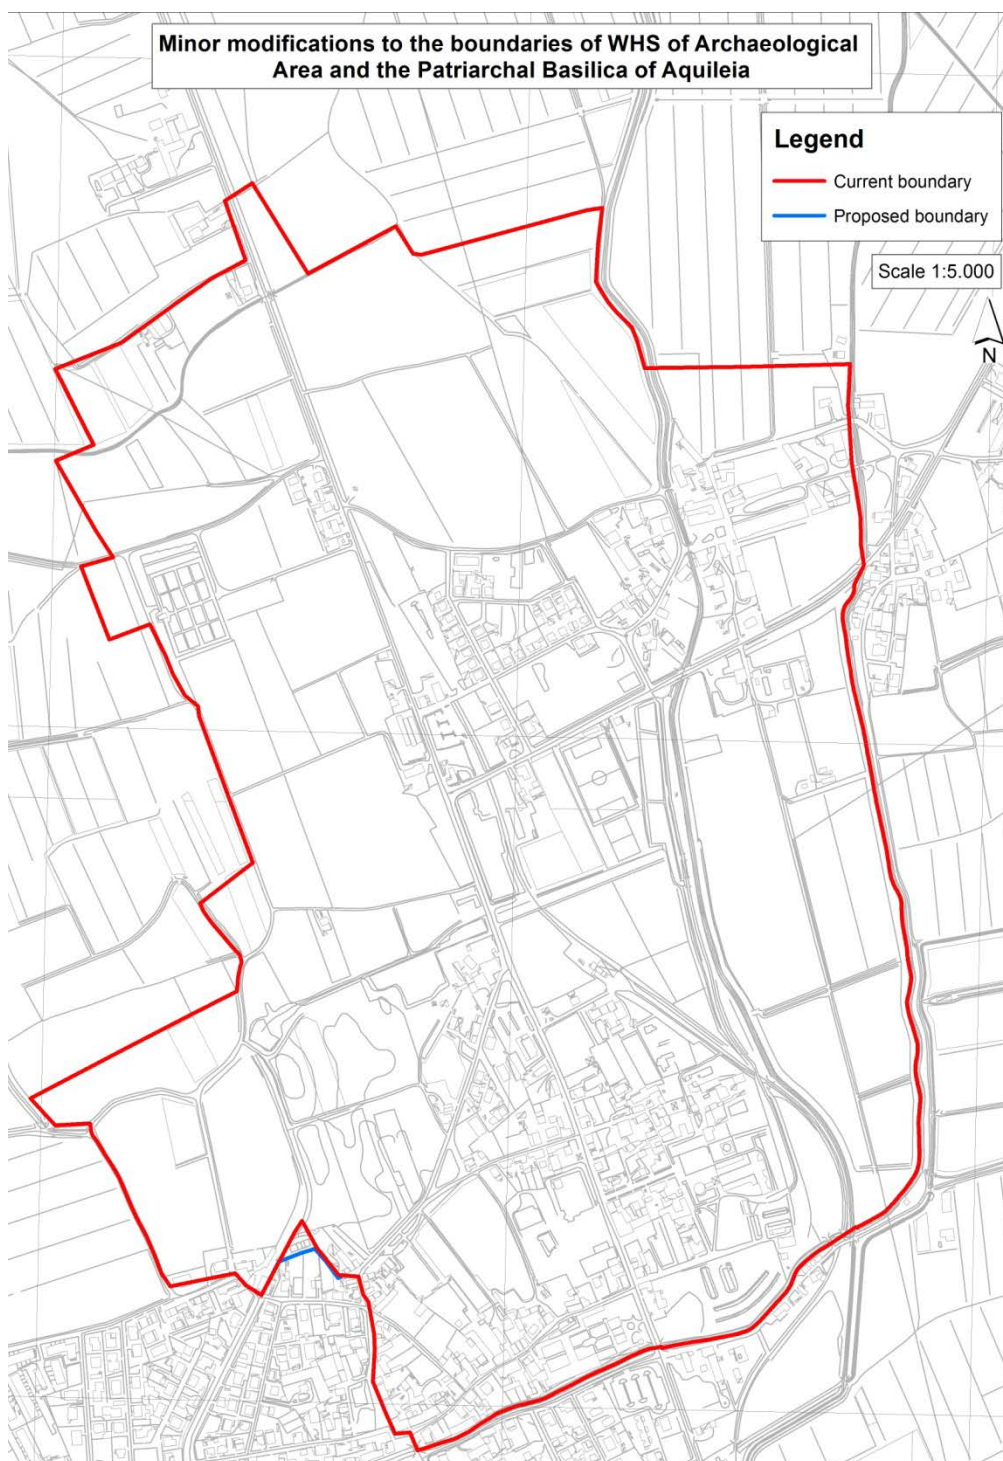 Minor modifications to the boundaries of WHS of Archaeological
Area and the Patriarchal Basilica of Aquileia
Legend
Current boundary
Proposed boundary
Scale 1:5.000
N